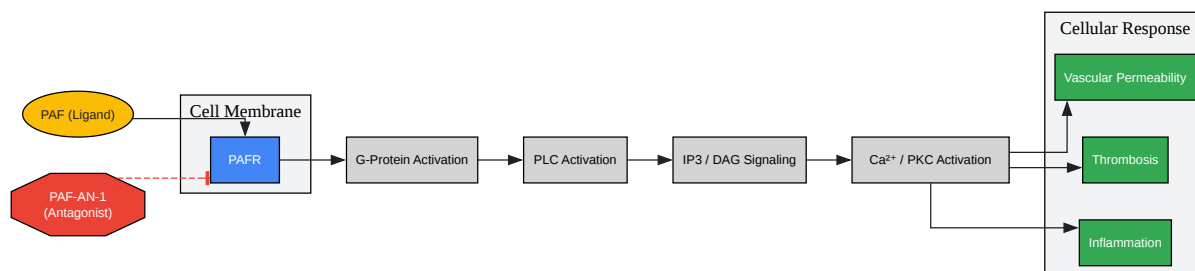 Cellular Response
Vascular Permeability
PAF (Ligand)
Cell Membrane
PAFR
G-Protein Activation
PLC Activation
IP3 / DAG Signaling
Ca²⁺ / PKC Activation
Thrombosis
PAF-AN-1
(Antagonist)
Inflammation